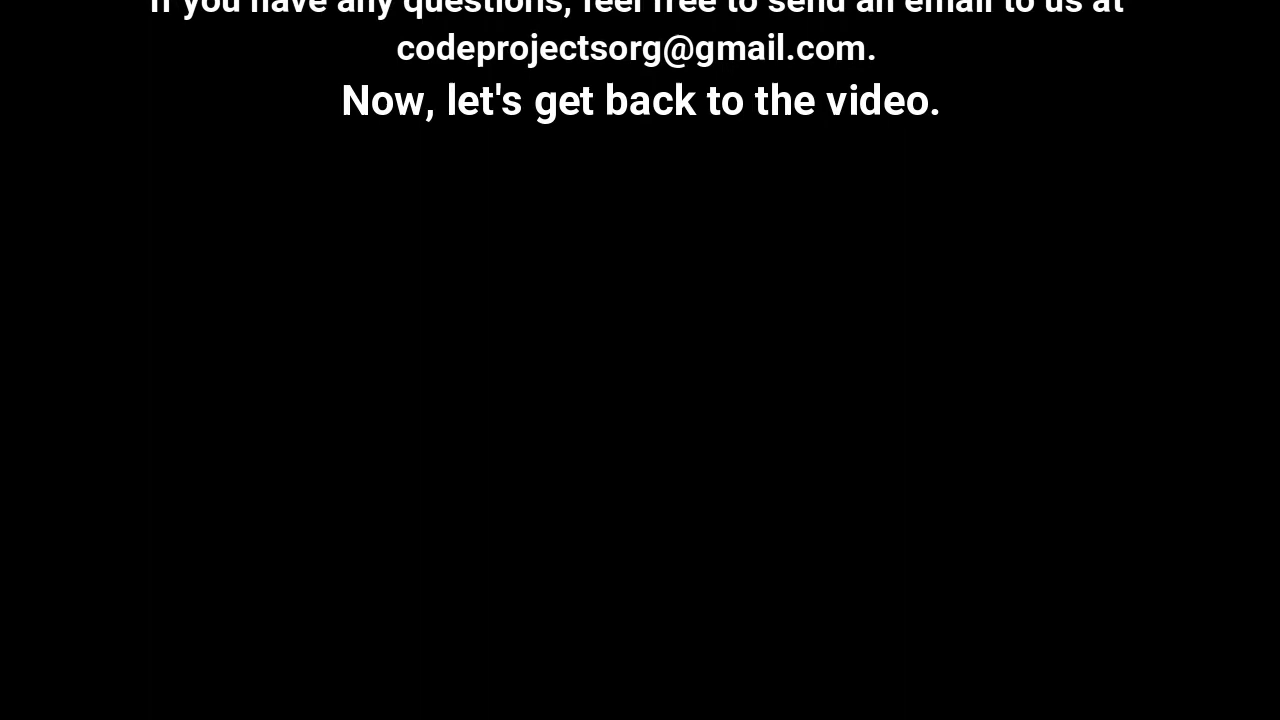 If you have any questions, feel free to send an email to us at
codeprojectsorg@gmail.com.
Now, let's get back to the video.